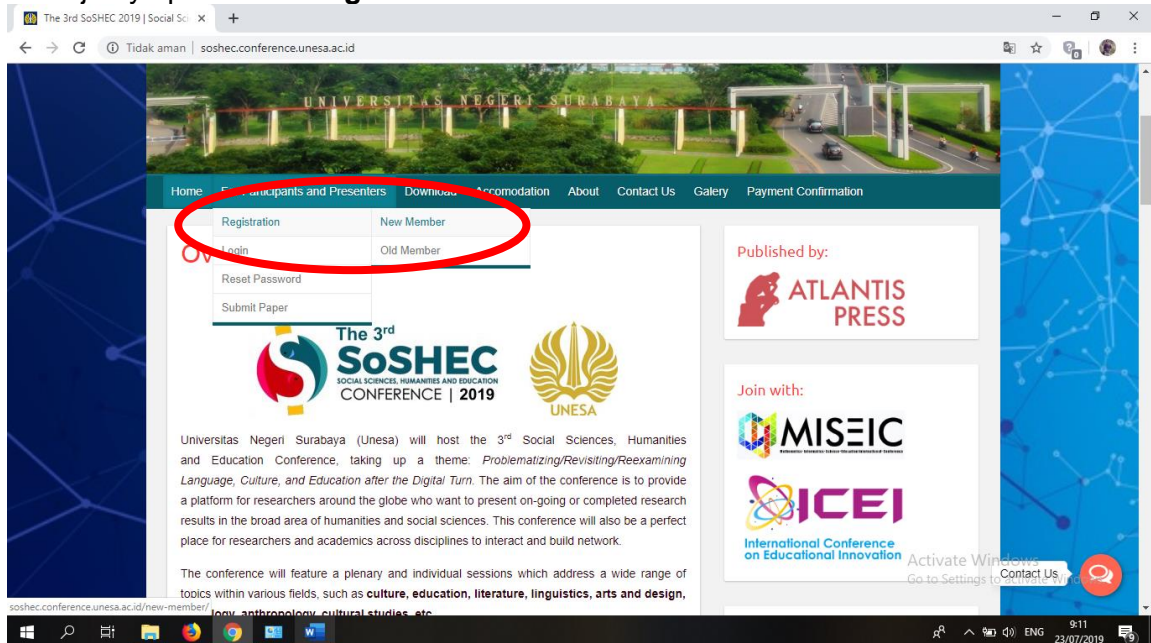 The 3rd SoSHEC 2019 | Social Sci
Tidak aman | soshec.conference.unesa.ac.id
UNIVERSITAS NEGERI SURABAYA
Home Participants and Presenters Download Accomodation About Contact Us Galery Payment Confirmation
Registration New Member
Login Old Member
Reset Password
Submit Paper
Published by:
ATLANTIS
PRESS
The 3rd
SoSHEC
SOCIAL SCIENCES, HUMANITIES AND EDUCATION
CONFERENCE | 2019
UNESA
Join with:
MISEIC
ICEI
International Conference
on Educational Innovation
Universitas Negeri Surabaya (Unesa) will host the 3rd Social Sciences, Humanities
and Education Conference, taking up a theme: Problematizing/Revisiting/Reexamining
Language, Culture, and Education after the Digital Turn. The aim of the conference is to provide
a platform for researchers around the globe who want to present on-going or completed research
results in the broad area of humanities and social sciences. This conference will also be a perfect
place for researchers and academics across disciplines to interact and build network.
The conference will feature a plenary and individual sessions which address a wide range of
topics within various fields, such as culture, education, literature, linguistics, arts and design,
anthropology, cultural studies, etc.
Activate Windows
Go to Settings to activate
Contact Us
soshec.conference.unesa.ac.id/new-member/
ENG
9:11
23/07/2019